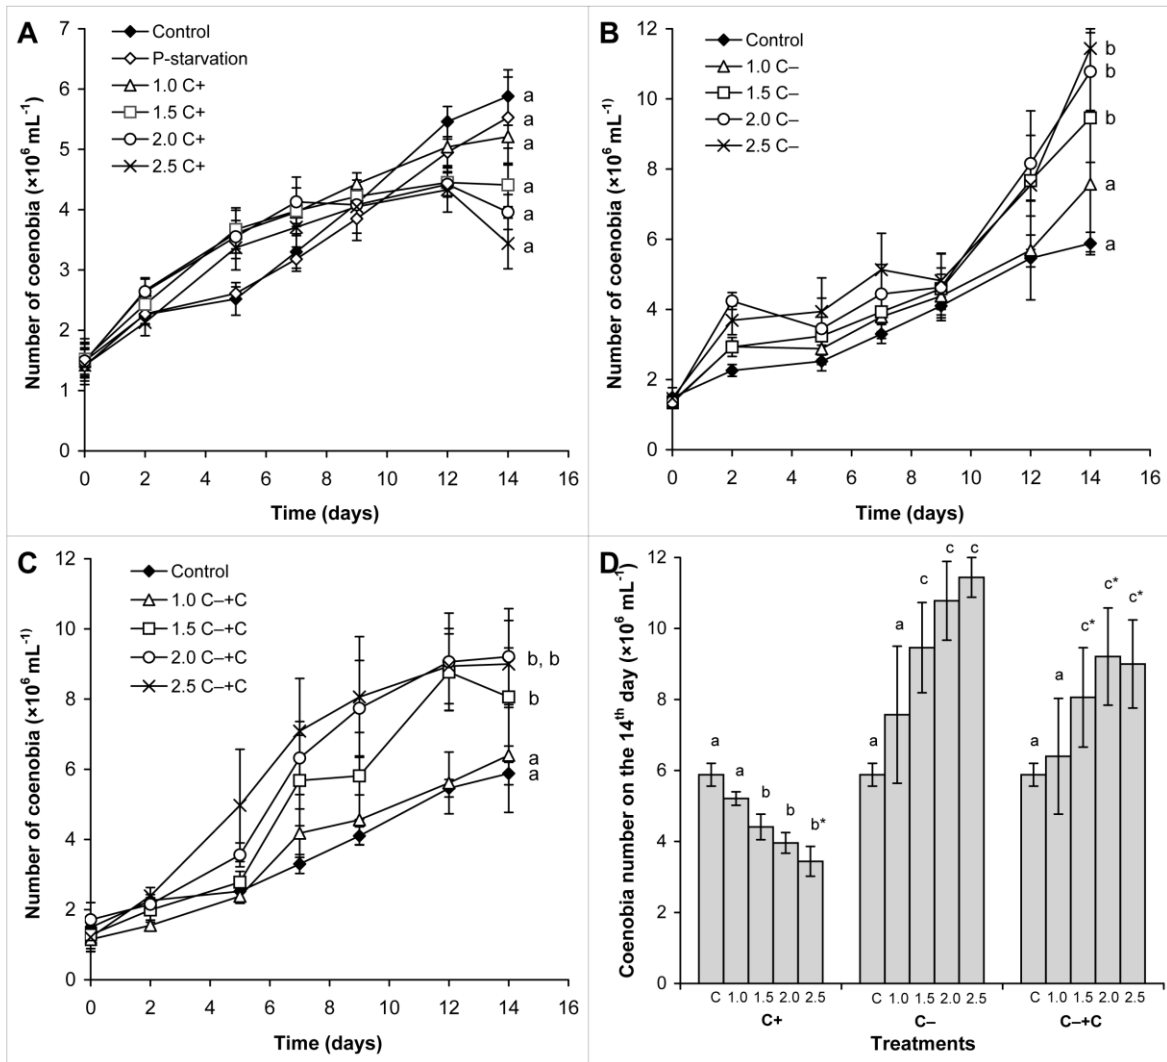 A
Number of coenobia (×10⁶ mL⁻¹)
7
6
5
4
3
2
1
0
Control
P-starvation
1.0 C+
1.5 C+
2.0 C+
2.5 C+
a
a
a
a
a
a
0 2 4 6 8 10 12 14 16
Time (days)
B
Number of coenobia (×10⁶ mL⁻¹⁾
12
10
8
6
4
2
0
Control
1.0 C–
1.5 C–
2.0 C–
2.5 C–
b
b
b
a
a
0 2 4 6 8 10 12 14 16
Time (days)
C
Number of coenobia (×10⁶ mL⁻¹)
12
10
8
6
4
2
0
Control
1.0 C–+C
1.5 C–+C
2.0 C–+C
2.5 C–+C
b, b
b
a
a
0 2 4 6 8 10 12 14 16
Time (days)
D
Coenobia number on the 14ᵗʰ day (×10⁶ mL⁻¹)
12
10
8
6
4
2
0
a a b b b*
a a c c c
a a c* c* c*
C 1.0 1.5 2.0 2.5 C 1.0 1.5 2.0 2.5 C 1.0 1.5 2.0 2.5
C+ C– C–+C
Treatments